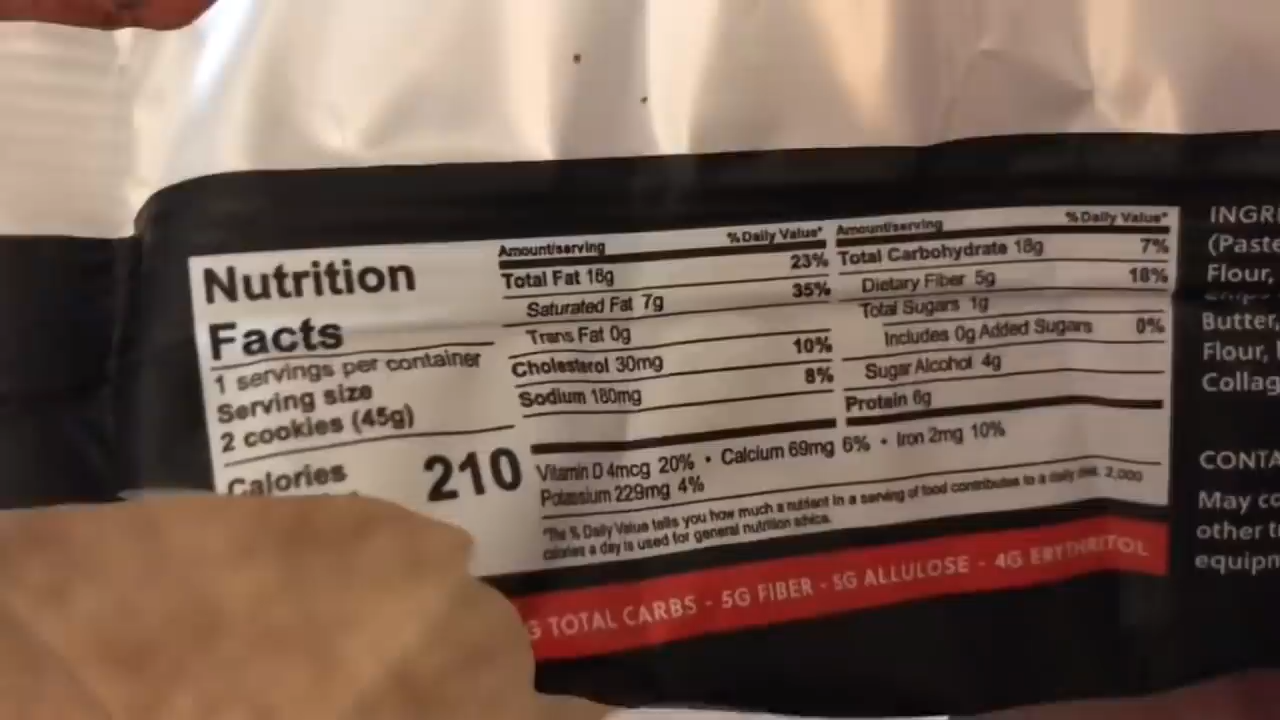 Nutrition
Facts
1 servings per container
Serving size
2 cookies (45g)
Calories
210
Amount/serving % Daily Value*
Total Fat 18g 23%
Saturated Fat 7g 35%
Trans Fat 0g
Cholesterol 30mg 10%
Sodium 180mg 8%
Amount/serving % Daily Value*
Total Carbohydrate 18g 7%
Dietary Fiber 5g 18%
Total Sugars 1g
Includes 0g Added Sugars 0%
Sugar Alcohol 4g
Protein 6g
Vitamin D 4mcg 20% • Calcium 69mg 6% • Iron 2mg 10%
Potassium 229mg 4%
*The % Daily Value tells you how much a nutrient in a serving of food contributes to a daily diet. 2,000
calories a day is used for general nutrition advice.
G TOTAL CARBS - 5G FIBER - 5G ALLULOSE - 4G ERYTHRITOL
INGR
(Paste
Flour,
Butter,
Flour,
Collag
CONTA
May co
other t
equipm